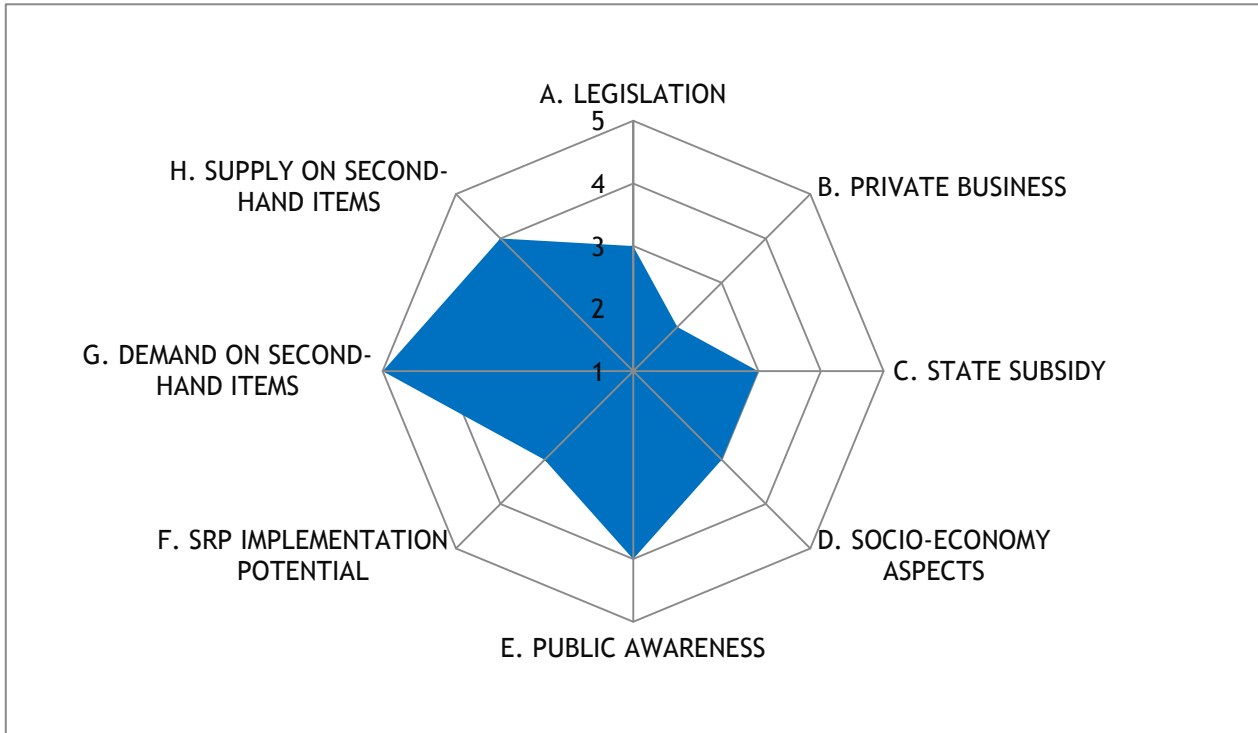 A. LEGISLATION
5
H. SUPPLY ON SECOND-
HAND ITEMS
4
B. PRIVATE BUSINESS
3
2
G. DEMAND ON SECOND-
HAND ITEMS
1
C. STATE SUBSIDY
F. SRP IMPLEMENTATION
POTENTIAL
D. SOCIO-ECONOMY
ASPECTS
E. PUBLIC AWARENESS